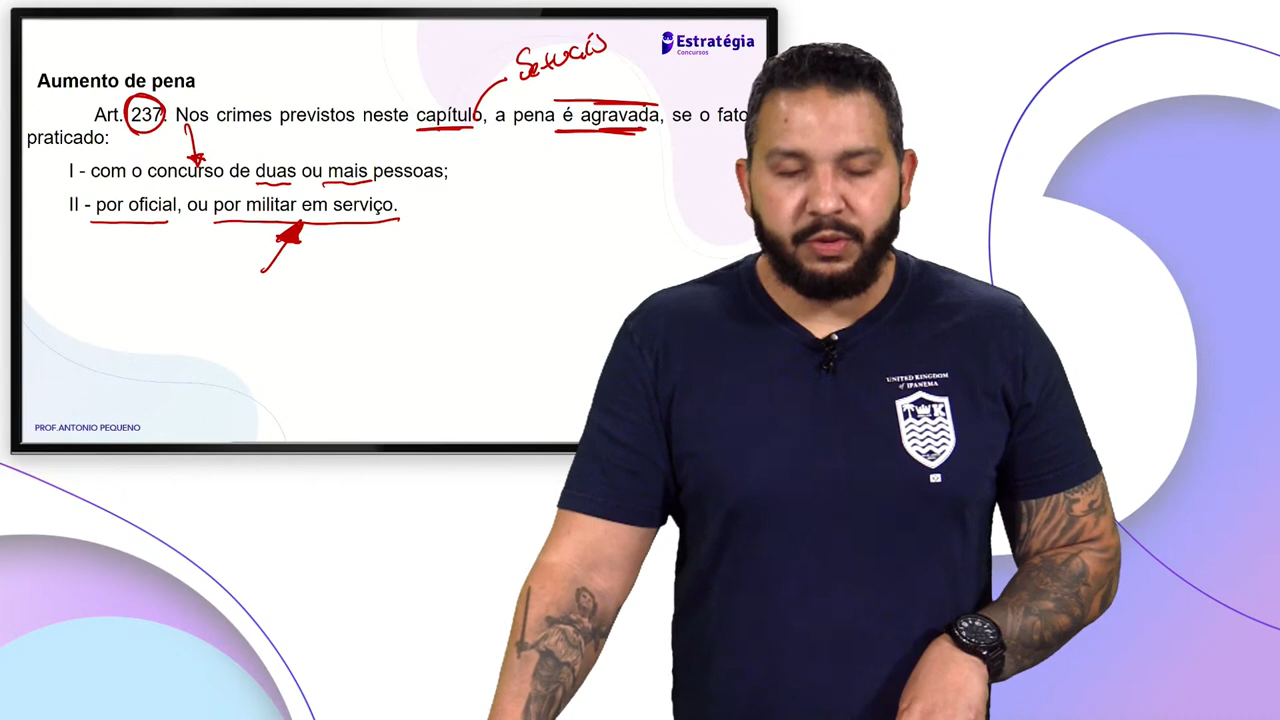 Estratégia
Concursos
Sexuais
Aumento de pena
Art. 237. Nos crimes previstos neste capítulo, a pena é agravada, se o fato
praticado:
I - com o concurso de duas ou mais pessoas;
II - por oficial, ou por militar em serviço.
PROF.ANTONIO PEQUENO
UNITED KINGDOM
of IPANEMA
K